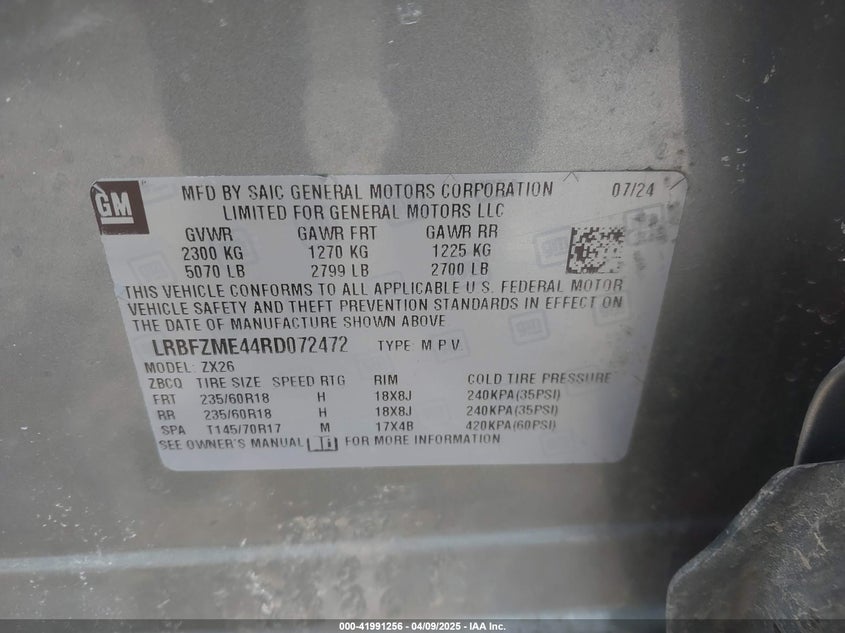 GM
MFD BY SAIC GENERAL MOTORS CORPORATION 07/24
LIMITED FOR GENERAL MOTORS LLC
GVWR GAWR FRT GAWR RR
2300 KG 1270 KG 1225 KG
5070 LB 2799 LB 2700 LB
THIS VEHICLE CONFORMS TO ALL APPLICABLE U.S. FEDERAL MOTOR
VEHICLE SAFETY AND THEFT PREVENTION STANDARDS IN EFFECT ON
THE DATE OF MANUFACTURE SHOWN ABOVE
LRBFZME44RD072472 TYPE: M P V
MODEL: ZX26
ZBCQ TIRE SIZE SPEED RTG RIM COLD TIRE PRESSURE
FRT 235/60R18 H 18X8J 240KPA(35PSI)
RR 235/60R18 H 18X8J 240KPA(35PSI)
SPA T145/70R17 M 17X4B 420KPA(60PSI)
SEE OWNER'S MANUAL FOR MORE INFORMATION
000-41991256 - 04/09/2025 - IAA Inc.